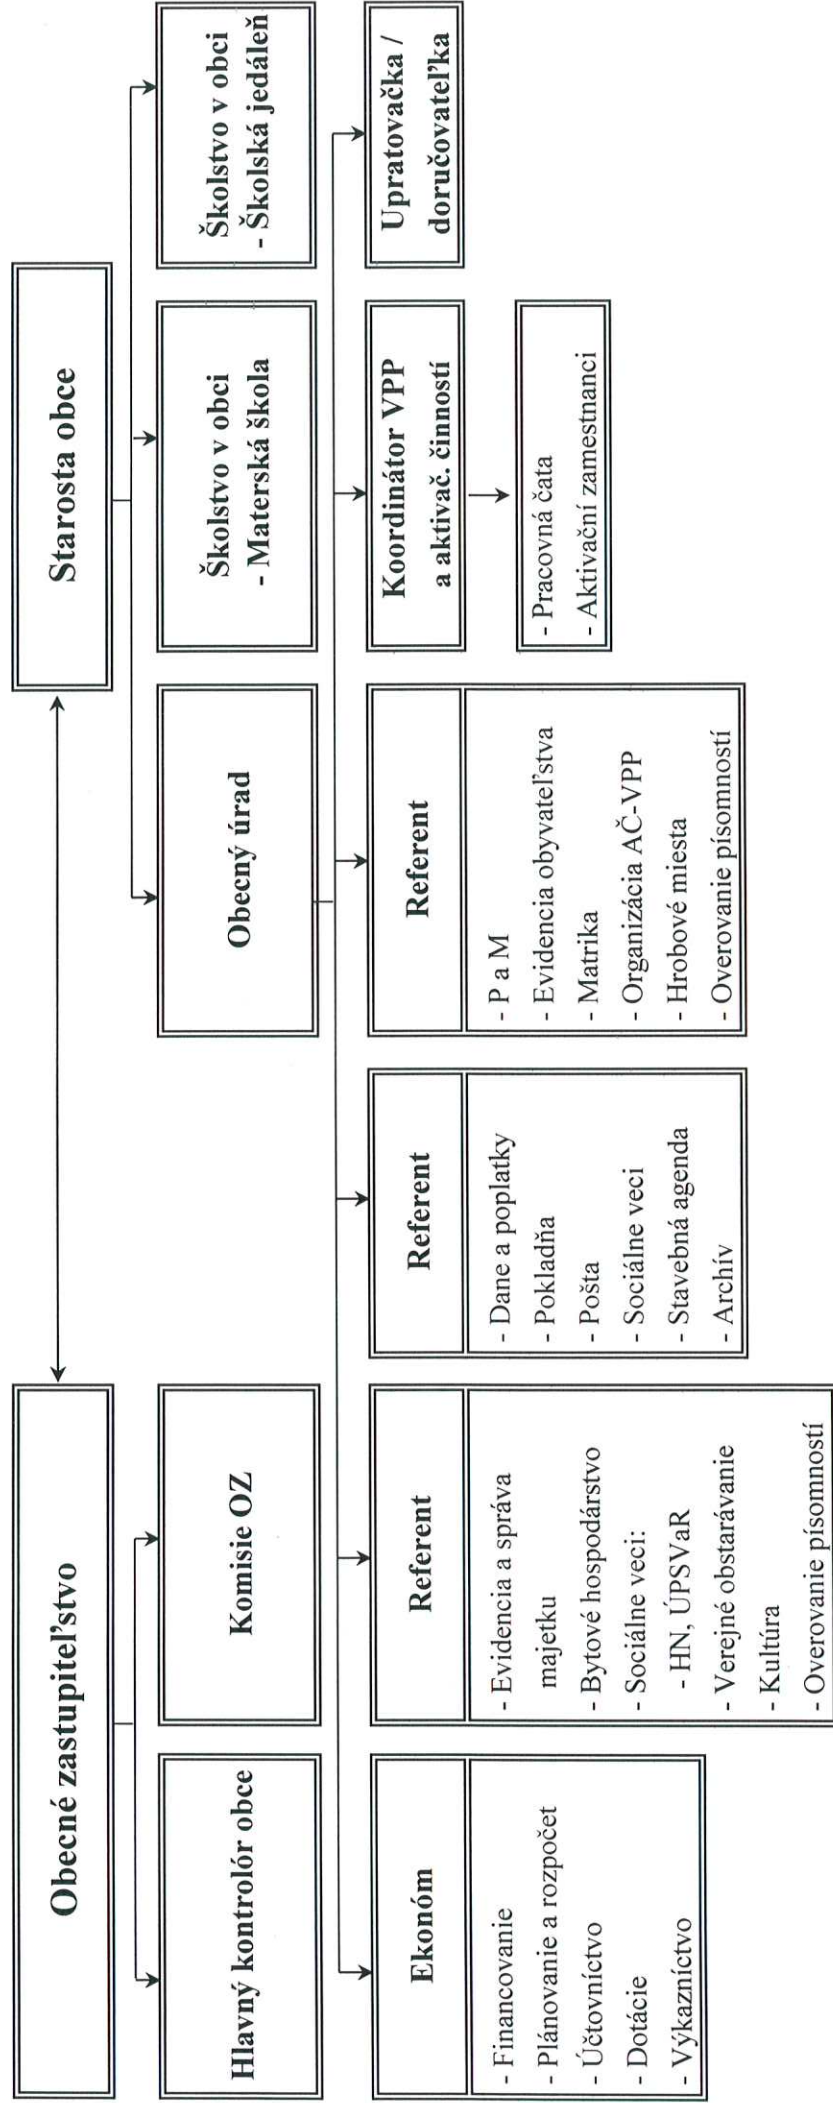 Obecné zastupiteľstvo
Starosta obce
Hlavný kontrolór obce
Komisie OZ
Obecný úrad
Školstvo v obci
- Materská škola
Školstvo v obci
- Školská jedáleň
Ekonóm
- Financovanie
- Plánovanie a rozpočet
- Účtovníctvo
- Dotácie
- Výkazníctvo
Referent
- Evidencia a správa
majetku
- Bytové hospodárstvo
- Sociálne veci:
- HN, ÚPSVaR
- Verejné obstarávanie
- Kultúra
- Overovanie písomností
Referent
- Dane a poplatky
- Pokladňa
- Pošta
- Sociálne veci
- Stavebná agenda
- Archív
Referent
- P a M
- Evidencia obyvateľstva
- Matrika
- Organizácia AČ-VPP
- Hrobové miesta
- Overovanie písomností
Koordinátor VPP
a aktivač. činností
- Pracovná čata
- Aktivační zamestnanci
Upratovačka /
doručovateľka